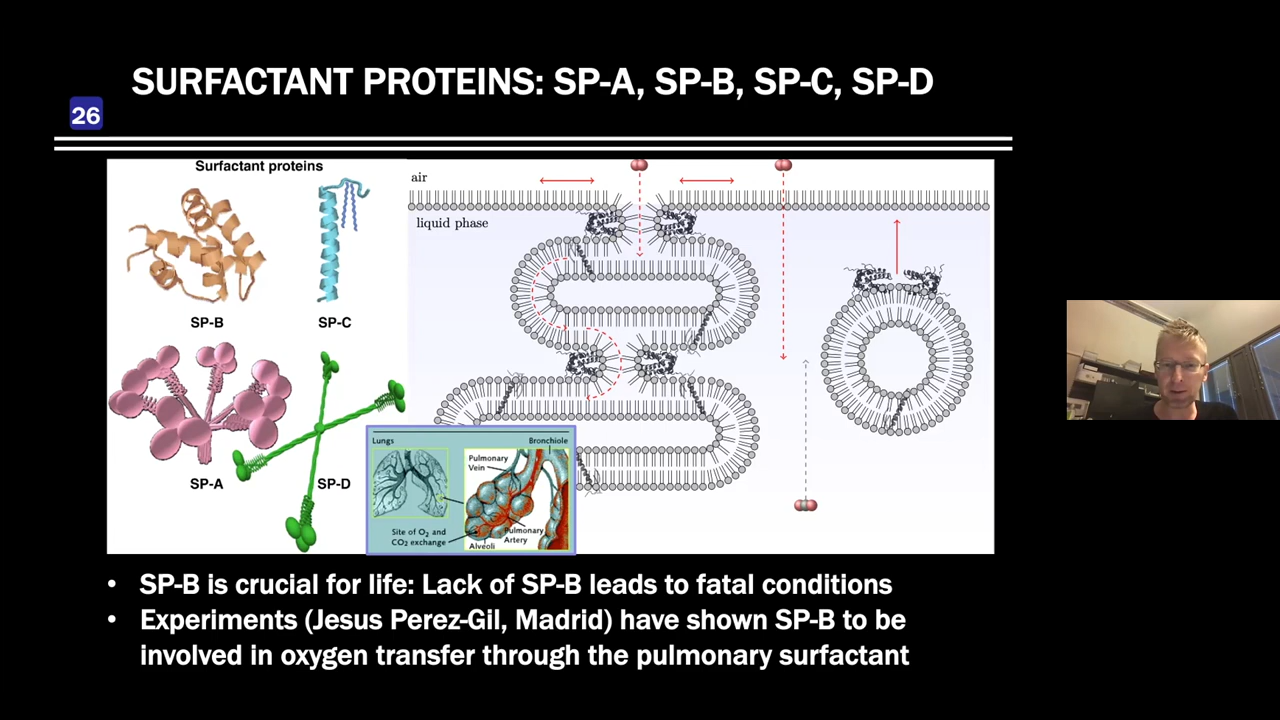 SURFACTANT PROTEINS: SP-A, SP-B, SP-C, SP-D
26
Surfactant proteins
SP-B
SP-C
SP-A
SP-D
air
liquid phase
Lungs
Bronchiole
Pulmonary
Vein
Site of O2 and
CO2 exchange
Pulmonary
Artery
Alveoli
• SP-B is crucial for life: Lack of SP-B leads to fatal conditions
• Experiments (Jesus Perez-Gil, Madrid) have shown SP-B to be
involved in oxygen transfer through the pulmonary surfactant